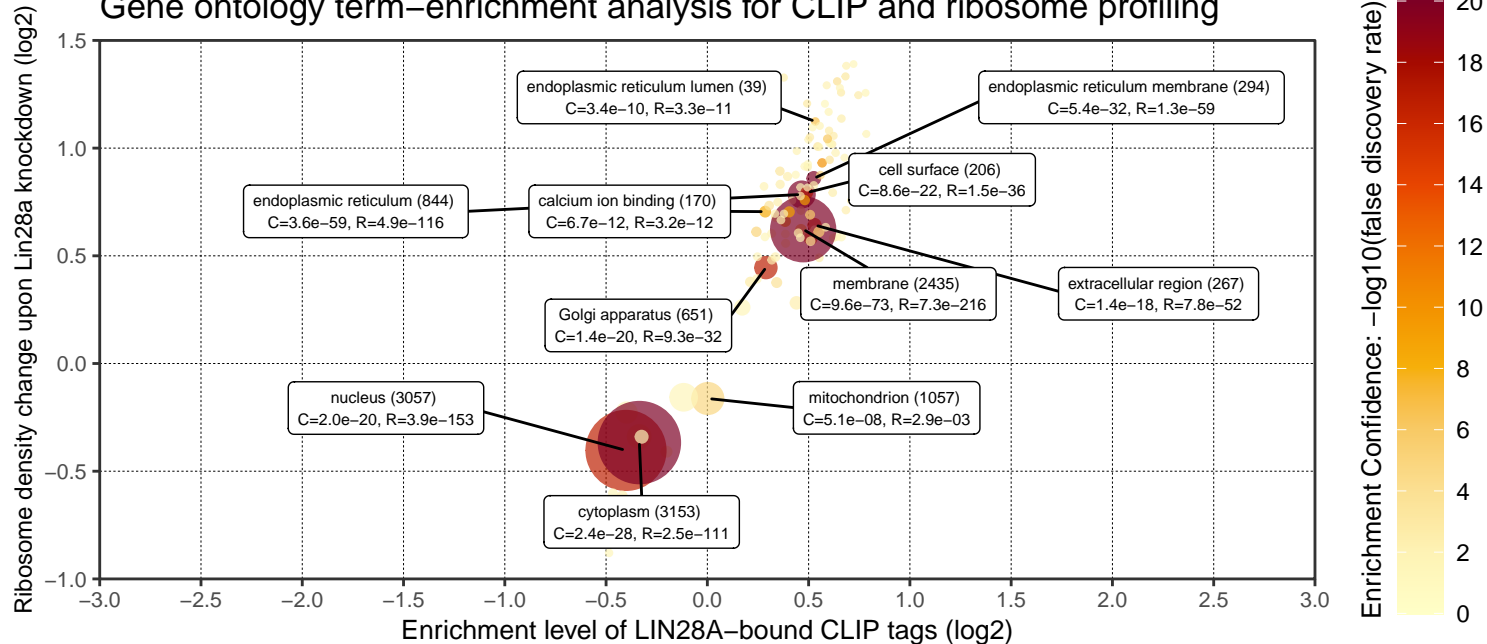 Gene ontology term−enrichment analysis for CLIP and ribosome profiling
Ribosome density change upon Lin28a knockdown (log2)
1.5
1.0
0.5
0.0
−0.5
−1.0
endoplasmic reticulum lumen (39)
C=3.4e−10, R=3.3e−11
endoplasmic reticulum membrane (294)
C=5.4e−32, R=1.3e−59
cell surface (206)
C=8.6e−22, R=1.5e−36
endoplasmic reticulum (844)
C=3.6e−59, R=4.9e−116
calcium ion binding (170)
C=6.7e−12, R=3.2e−12
membrane (2435)
C=9.6e−73, R=7.3e−216
extracellular region (267)
C=1.4e−18, R=7.8e−52
Golgi apparatus (651)
C=1.4e−20, R=9.3e−32
nucleus (3057)
C=2.0e−20, R=3.9e−153
mitochondrion (1057)
C=5.1e−08, R=2.9e−03
cytoplasm (3153)
C=2.4e−28, R=2.5e−111
−3.0 −2.5 −2.0 −1.5 −1.0 −0.5 0.0 0.5 1.0 1.5 2.0 2.5 3.0
Enrichment level of LIN28A−bound CLIP tags (log2)
Enrichment Confidence: −log10(false discovery rate)
20
18
16
14
12
10
8
6
4
2
0